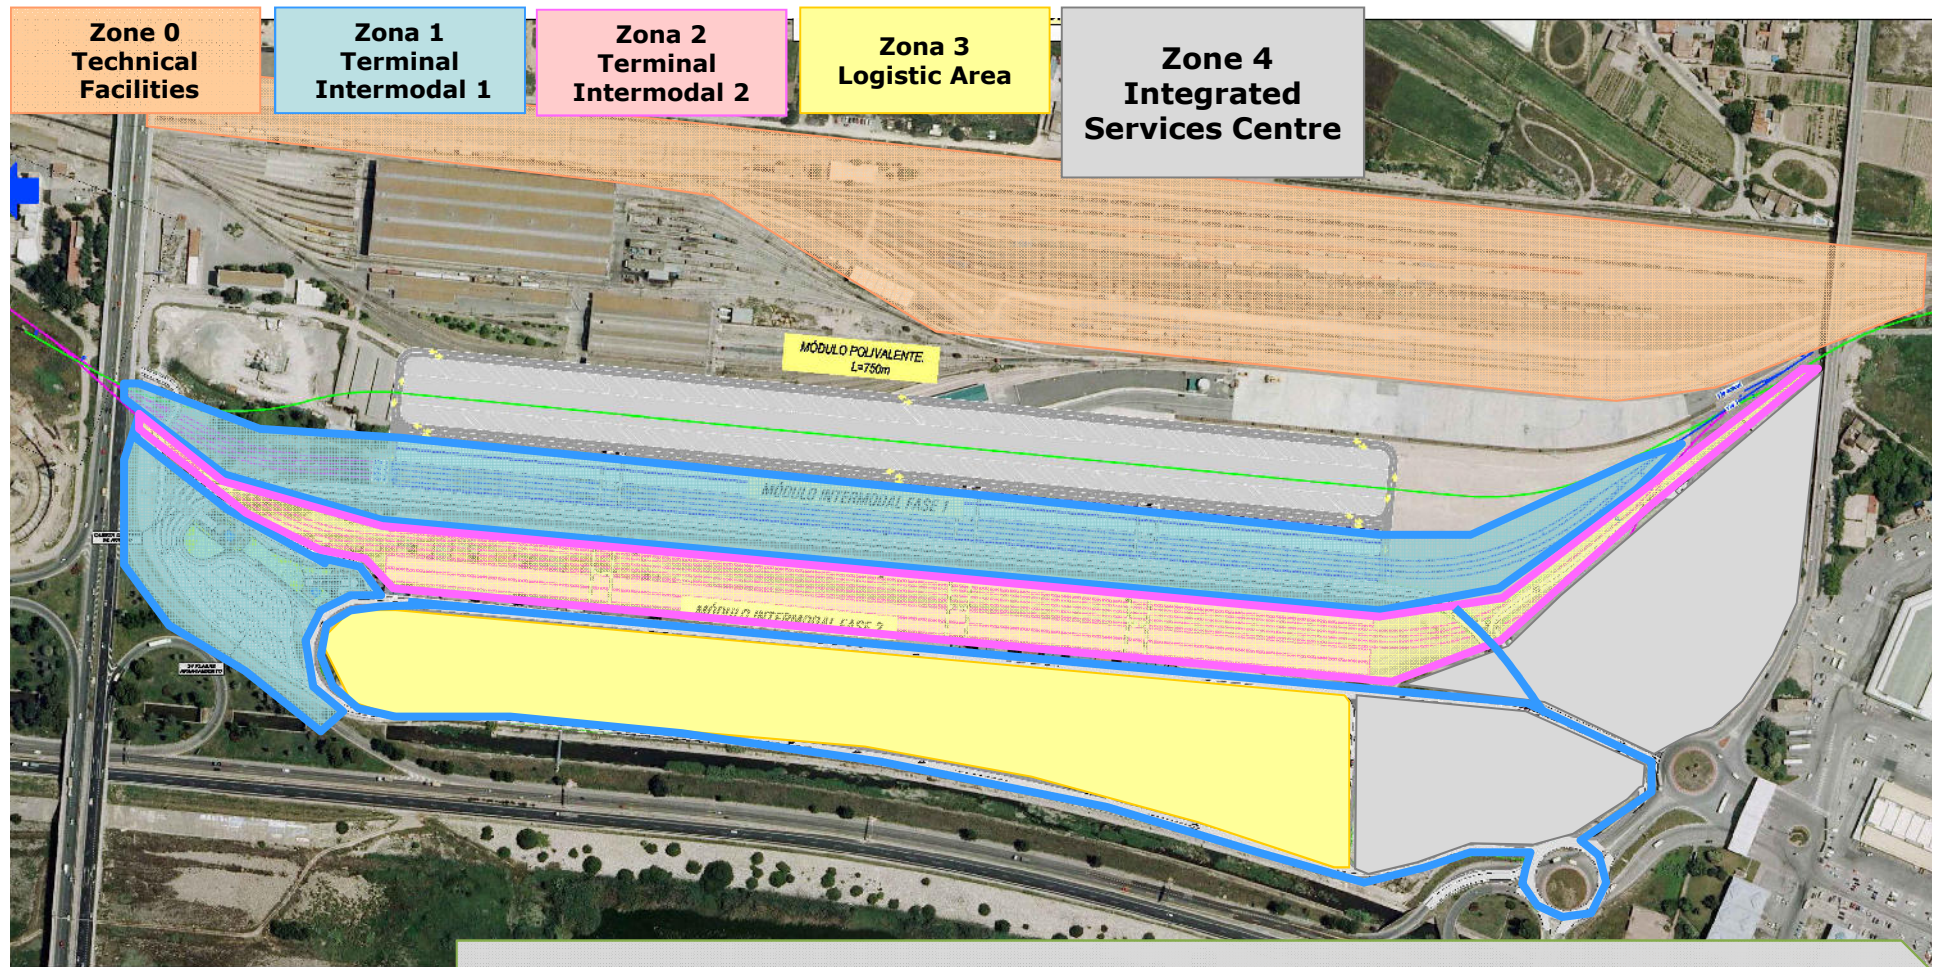 Zone 0
Technical
Facilities
Zona 1
Terminal
Intermodal 1
Zona 2
Terminal
Intermodal 2
Zona 3
Logistic Area
Zone 4
Integrated
Services Centre
MÓDULO POLIVALENTE.
L=750m
MÓDULO INTERMODAL FASE 1
MÓDULO INTERMODAL FASE 2